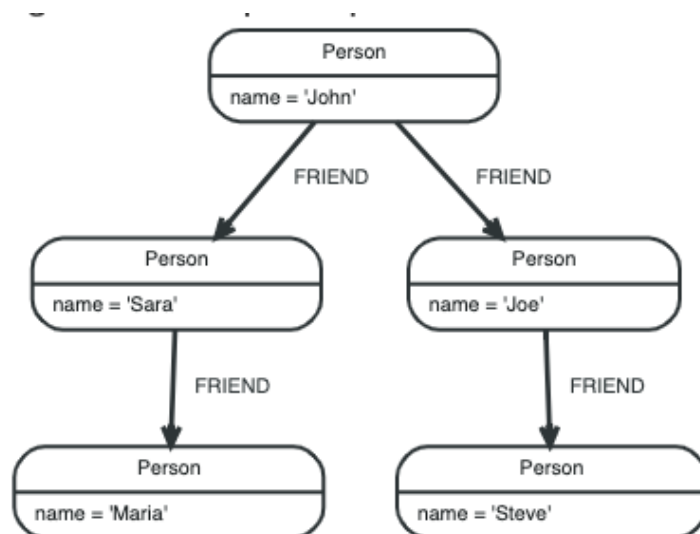 Person
name = 'John'
FRIEND
FRIEND
Person
name = 'Sara'
Person
name = 'Joe'
FRIEND
FRIEND
Person
name = 'Maria'
Person
name = 'Steve'